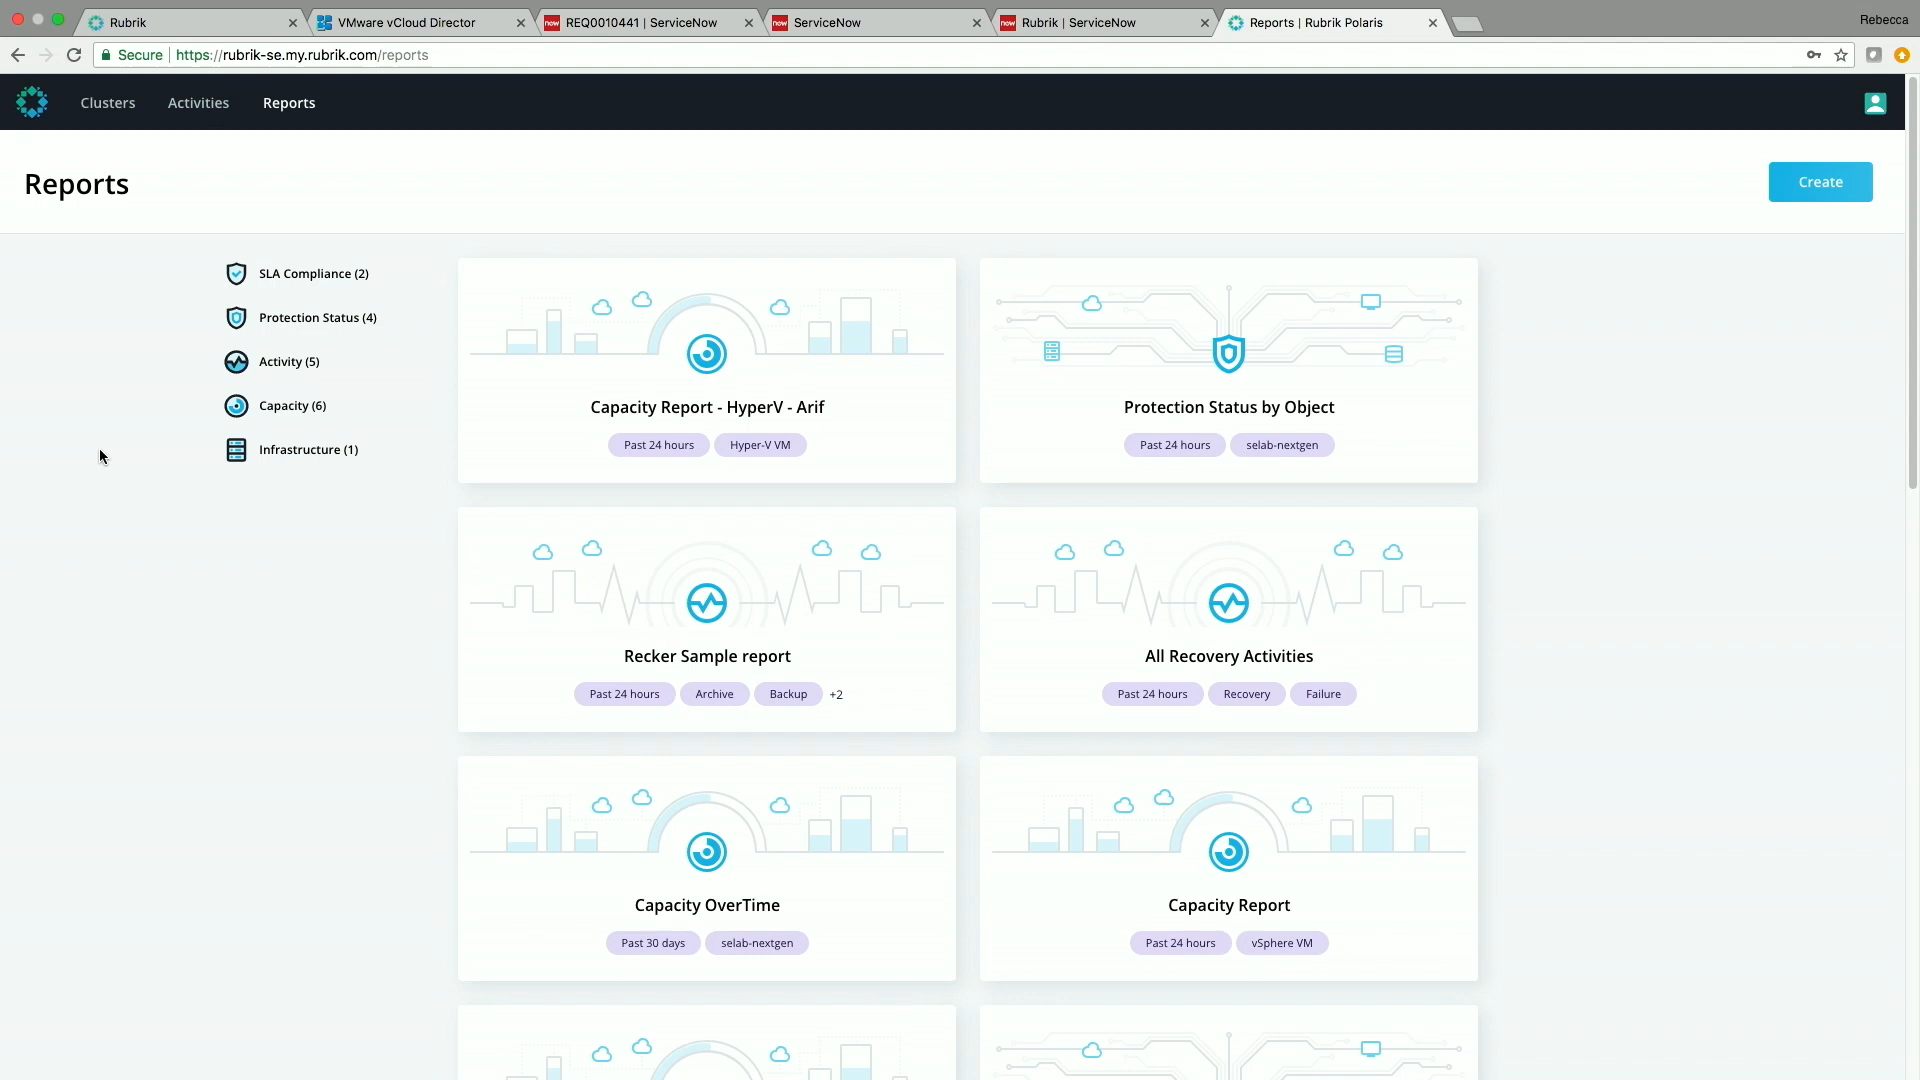 Rubrik
VMware vCloud Director
REQ0010441 | ServiceNow
ServiceNow
Rubrik | ServiceNow
Reports | Rubrik Polaris
Rebecca
Secure
https://rubrik-se.my.rubrik.com/reports
Clusters
Activities
Reports
Reports
Create
SLA Compliance (2)
Protection Status (4)
Activity (5)
Capacity (6)
Infrastructure (1)
Capacity Report - HyperV - Arif
Past 24 hours
Hyper-V VM
Protection Status by Object
Past 24 hours
selab-nextgen
Recker Sample report
Past 24 hours
Archive
Backup
+2
All Recovery Activities
Past 24 hours
Recovery
Failure
Capacity OverTime
Past 30 days
selab-nextgen
Capacity Report
Past 24 hours
vSphere VM